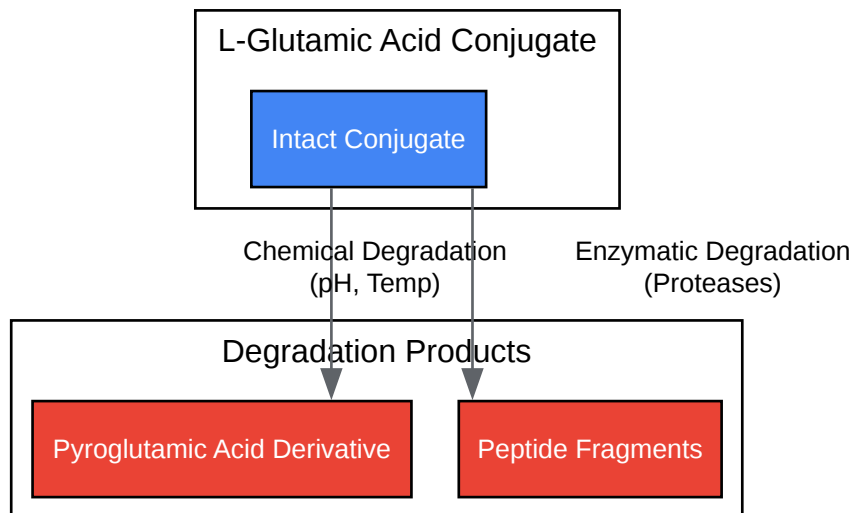 L-Glutamic Acid Conjugate
Intact Conjugate
Chemical Degradation
(pH, Temp)
Enzymatic Degradation
(Proteases)
Degradation Products
Pyroglutamic Acid Derivative
Peptide Fragments